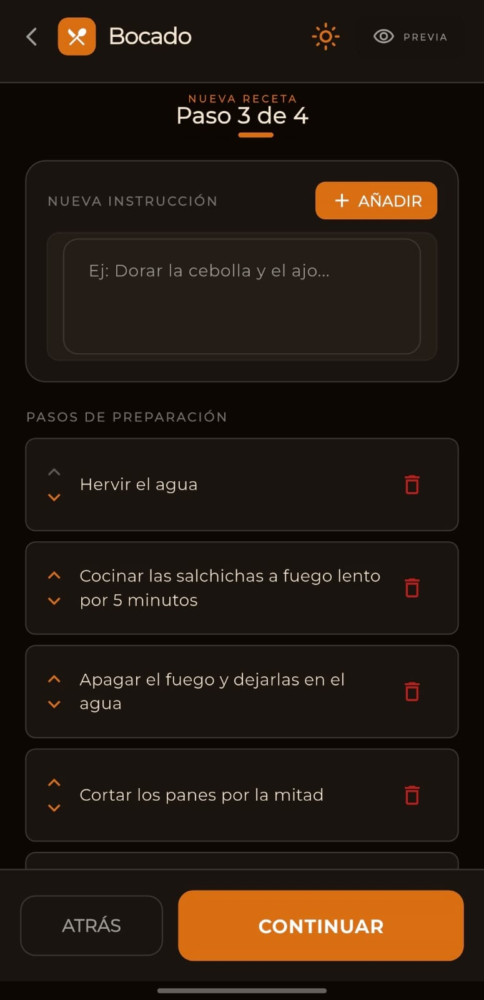 Bocado
PREVIA
NUEVA RECETA
Paso 3 de 4
NUEVA INSTRUCCIÓN
+ AÑADIR
Ej: Dorar la cebolla y el ajo...
PASOS DE PREPARACIÓN
Hervir el agua
Cocinar las salchichas a fuego lento
por 5 minutos
Apagar el fuego y dejarlas en el
agua
Cortar los panes por la mitad
ATRÁS
CONTINUAR